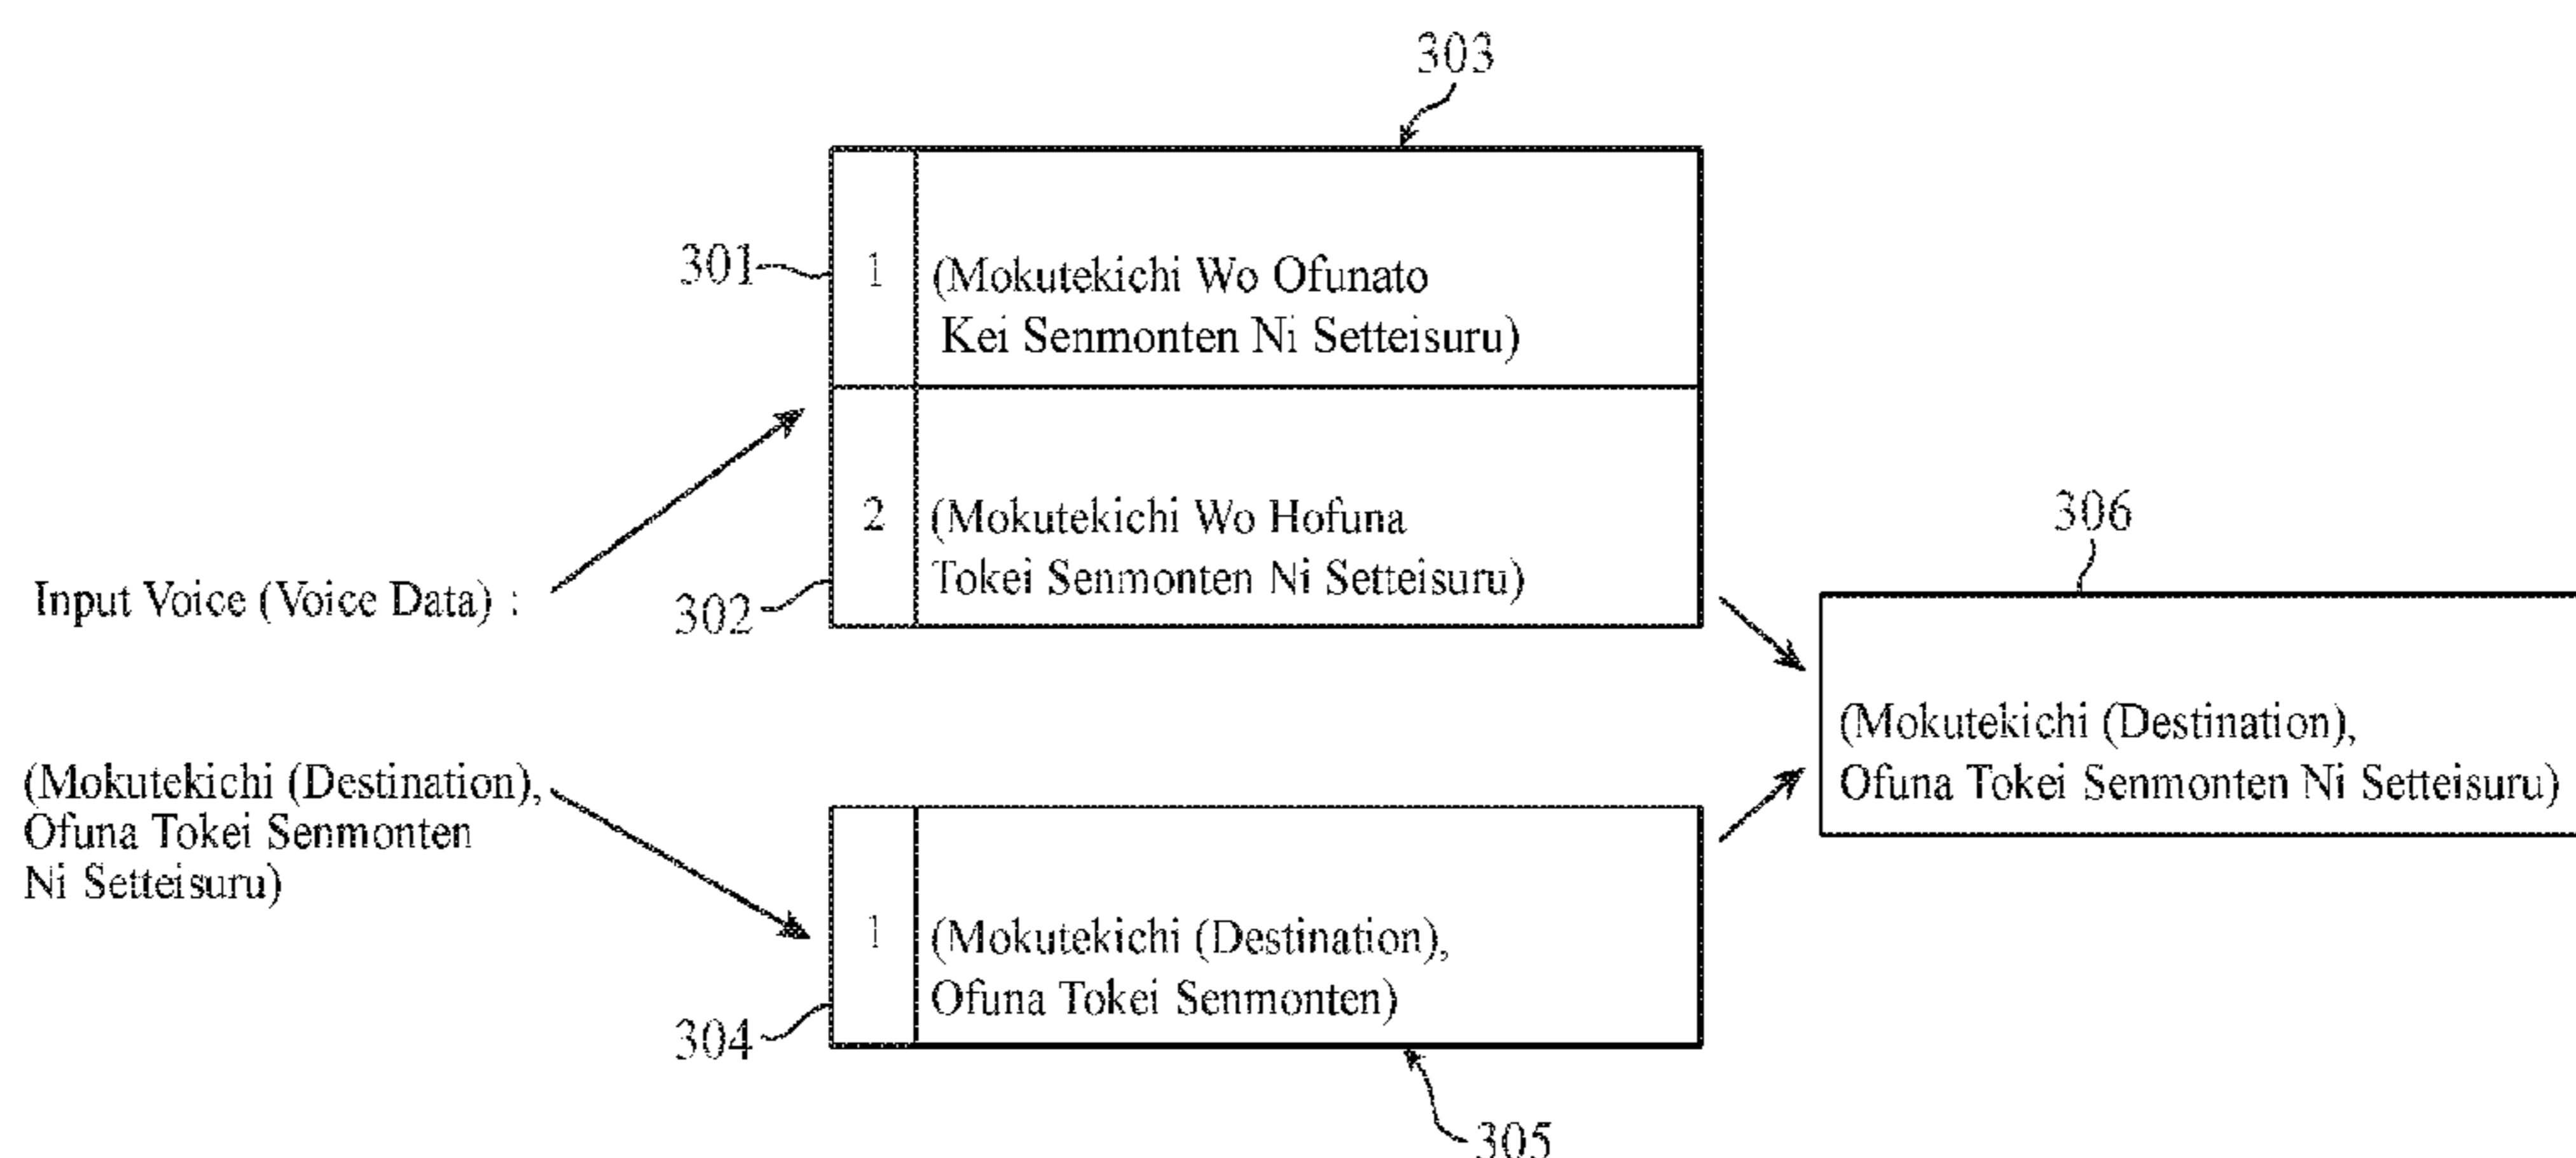 303
301
1
(Mokutekichi Wo Ofunato
Kei Senmonten Ni Setteisuru)
302
2
(Mokutekichi Wo Hofuna
Tokei Senmonten Ni Setteisuru)
Input Voice (Voice Data) :
(Mokutekichi (Destination),
Ofuna Tokei Senmonten
Ni Setteisuru)
304
1
(Mokutekichi (Destination),
Ofuna Tokei Senmonten)
305
306
(Mokutekichi (Destination),
Ofuna Tokei Senmonten Ni Setteisuru)